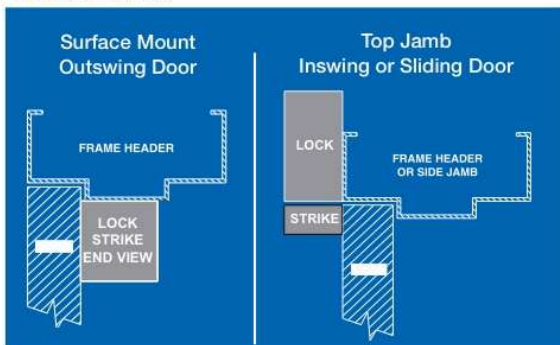 Surface Mount
Outswing Door
FRAME HEADER
LOCK
STRIKE
END VIEW
Top Jamb
Inswing or Sliding Door
LOCK
FRAME HEADER
OR SIDE JAMB
STRIKE